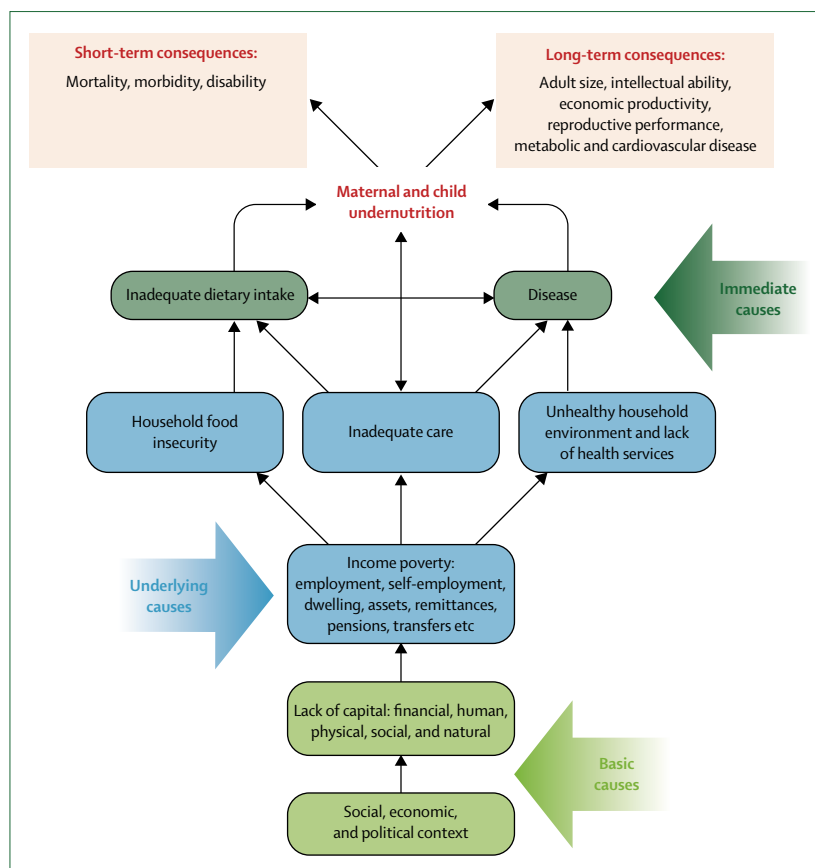 Short-term consequences:
Mortality, morbidity, disability
Long-term consequences:
Adult size, intellectual ability,
economic productivity,
reproductive performance,
metabolic and cardiovascular disease
Maternal and child
undernutrition
Inadequate dietary intake
Disease
Immediate
causes
Household food
insecurity
Inadequate care
Unhealthy household
environment and lack
of health services
Underlying
causes
Income poverty:
employment, self-employment,
dwelling, assets, remittances,
pensions, transfers etc
Lack of capital: financial, human,
physical, social, and natural
Basic
causes
Social, economic,
and political context